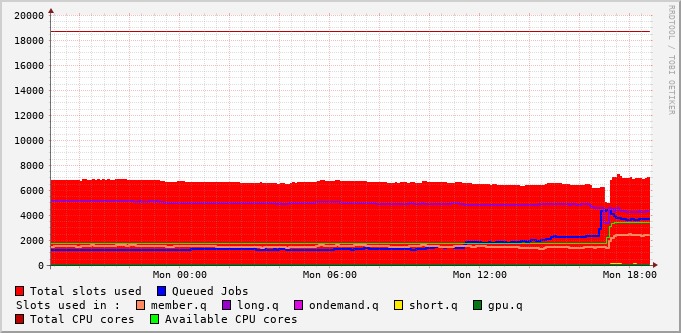 RRDTOOL / TOBI OETIKER
20000
18000
16000
14000
12000
10000
8000
6000
4000
2000
0
Mon 00:00 Mon 06:00 Mon 12:00 Mon 18:00
Total slots used Queued Jobs
Slots used in : member.q long.q ondemand.q short.q gpu.q
Total CPU cores Available CPU cores